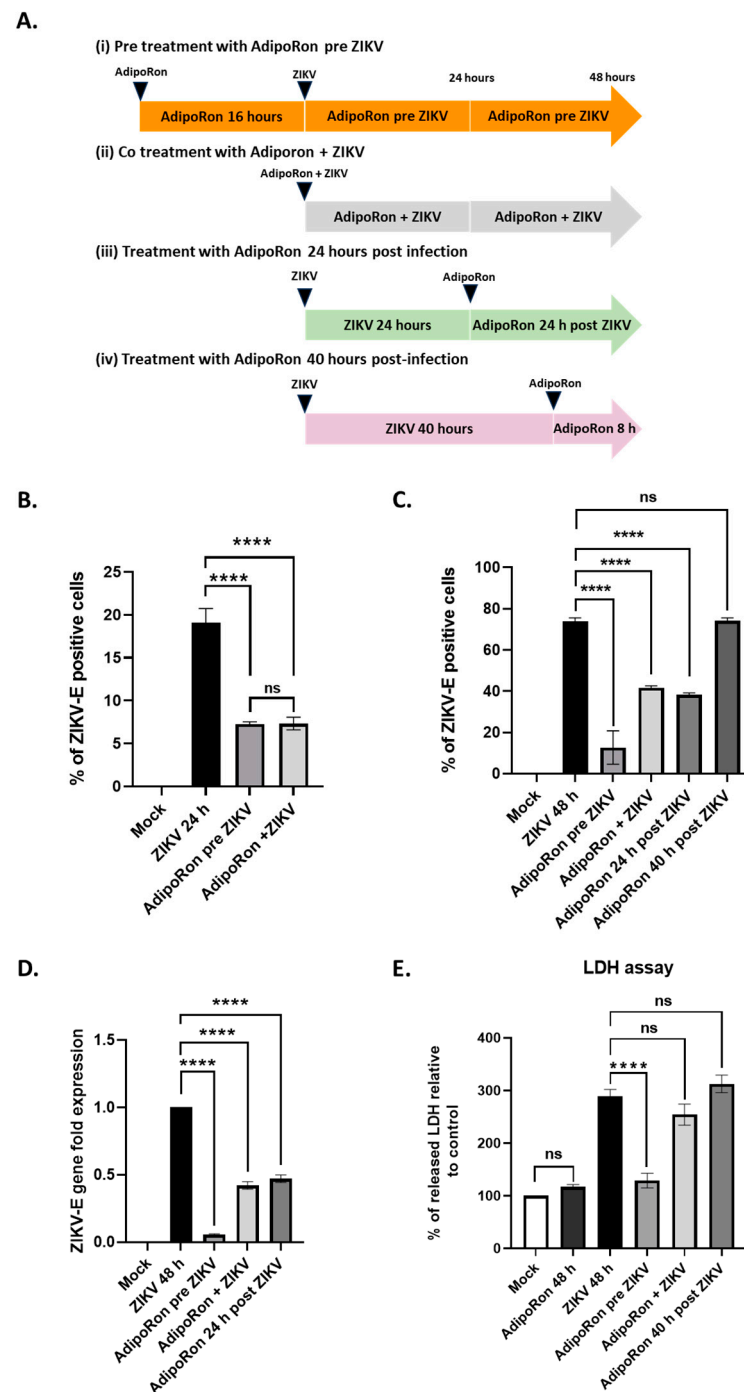 A.
(i) Pre treatment with AdipoRon pre ZIKV
AdipoRon ZIKV 24 hours 48 hours
AdipoRon 16 hours AdipoRon pre ZIKV AdipoRon pre ZIKV
(ii) Co treatment with Adiporon + ZIKV
AdipoRon + ZIKV
AdipoRon + ZIKV AdipoRon + ZIKV
(iii) Treatment with AdipoRon 24 hours post infection
ZIKV AdipoRon
ZIKV 24 hours AdipoRon 24 h post ZIKV
(iv) Treatment with AdipoRon 40 hours post-infection
ZIKV AdipoRon
ZIKV 40 hours AdipoRon 8 h
B.
% of ZIKV-E positive cells
25
20
15
10
5
0
****
****
ns
Mock
ZIKV 24 h
AdipoRon pre ZIKV
AdipoRon +ZIKV
C.
% of ZIKV-E positive cells
100
80
60
40
20
0
ns
****
****
****
Mock
ZIKV 48 h
AdipoRon pre ZIKV
AdipoRon + ZIKV
AdipoRon 24 h post ZIKV
AdipoRon 40 h post ZIKV
D.
ZIKV-E gene fold expression
1.5
1.0
0.5
0.0
****
****
****
Mock
ZIKV 48 h
AdipoRon pre ZIKV
AdipoRon + ZIKV
AdipoRon 24 h post ZIKV
E.
LDH assay
% of released LDH relative
to control
400
300
200
100
0
ns
ns
****
ns
Mock
AdipoRon 48 h
ZIKV 48 h
AdipoRon pre ZIKV
AdipoRon + ZIKV
AdipoRon 40 h post ZIKV